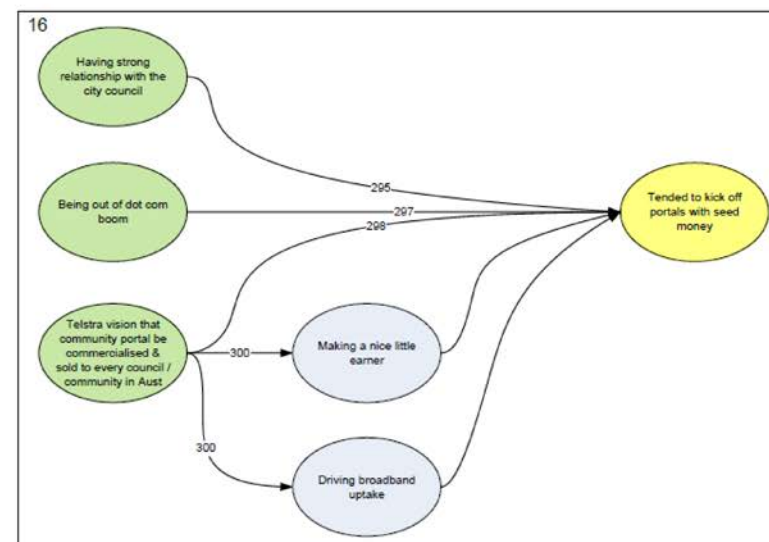 16
Having strong
relationship with the
city council
295
Being out of dot com
boom
297
Tended to kick off
portals with seed
money
298
Telstra vision that
community portal be
commercialised &
sold to every council /
community in Aust
300
Making a nice little
earner
300
Driving broadband
uptake